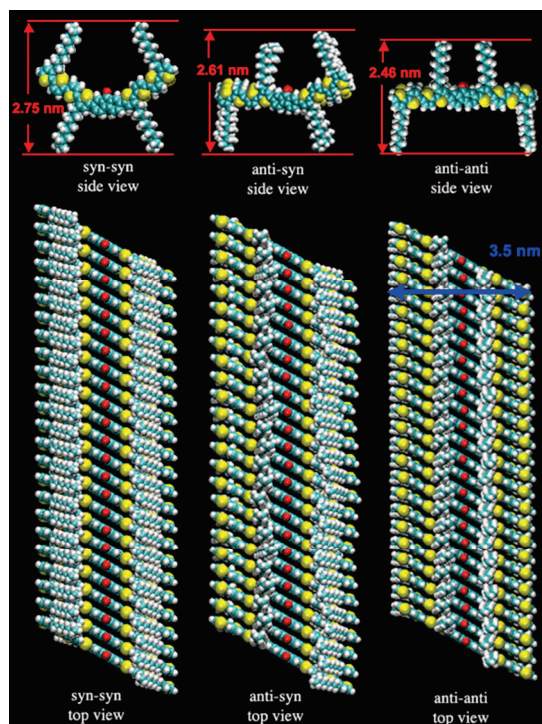 2.75 nm
2.61 nm
2.46 nm
syn-syn
side view
anti-syn
side view
anti-anti
side view
3.5 nm
syn-syn
top view
anti-syn
top view
anti-anti
top view